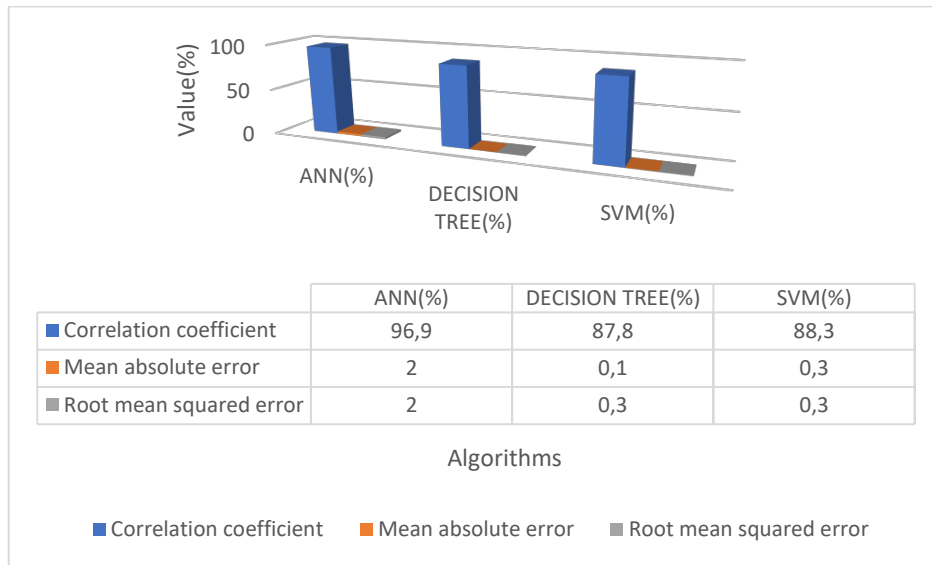 Value(%)
100
50
0
ANN(%)
DECISION
TREE(%)
SVM(%)
ANN(%) DECISION TREE(%) SVM(%)
Correlation coefficient 96,9 87,8 88,3
Mean absolute error 2 0,1 0,3
Root mean squared error 2 0,3 0,3
Algorithms
Correlation coefficient Mean absolute error Root mean squared error